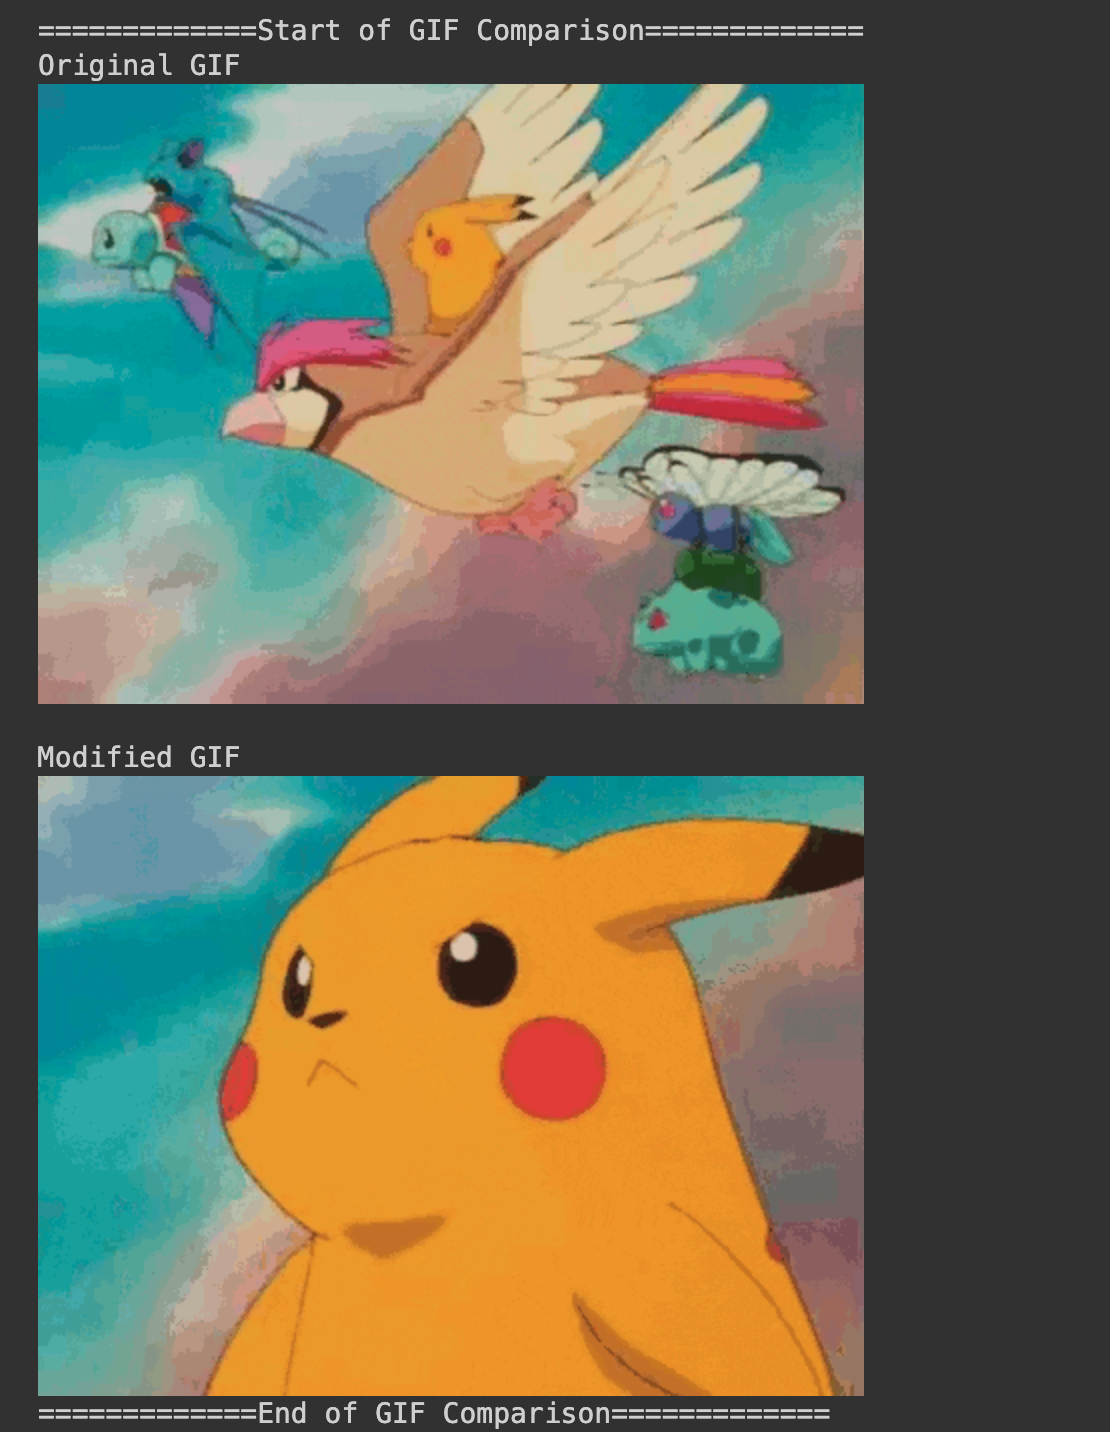 =============Start of GIF Comparison=============
Original GIF
Modified GIF
=============End of GIF Comparison=============